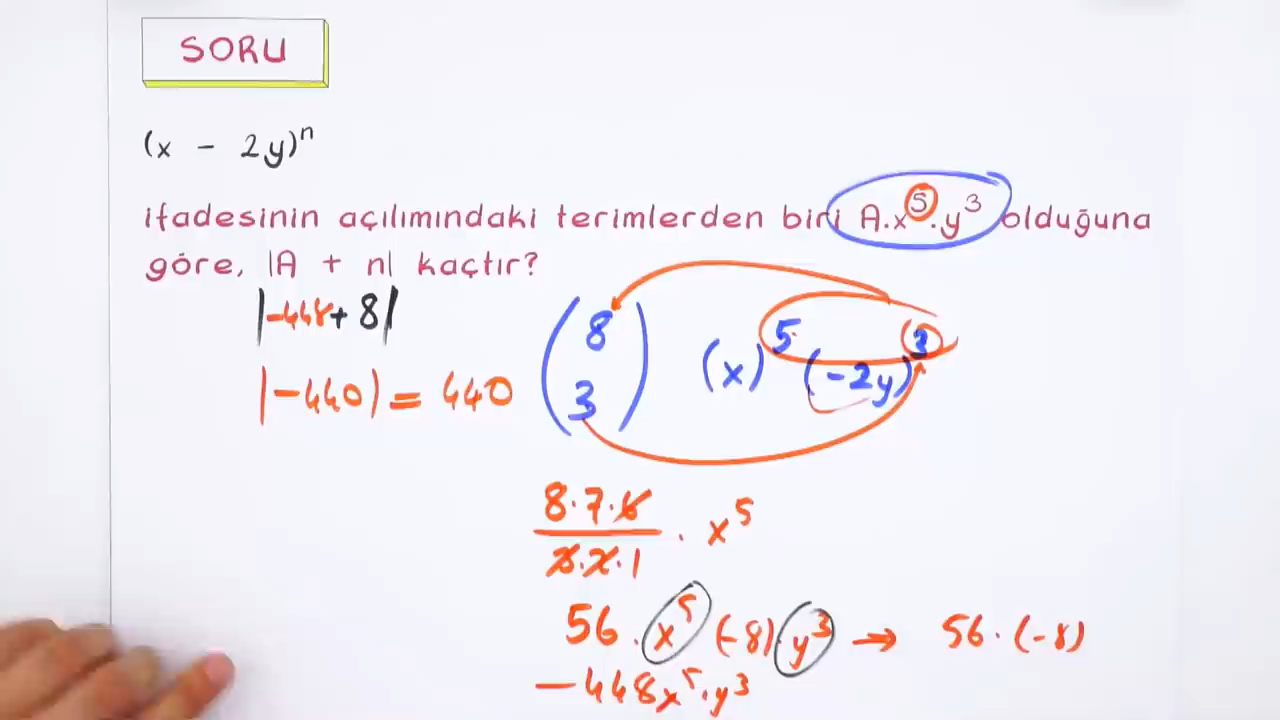 SORU
(x - 2y)ⁿ
ifadesinin açılımındaki terimlerden biri A.x⁵.y³ olduğuna
göre, |A + n| kaçtır?
|-448+ 8|
|-440| = 440
(8 3) (x)⁵ (-2y)³
8.7.6 / 3.2.1 . x⁵
56 . x⁵ (-8) y³ → 56.(-8)
-448x⁵.y³